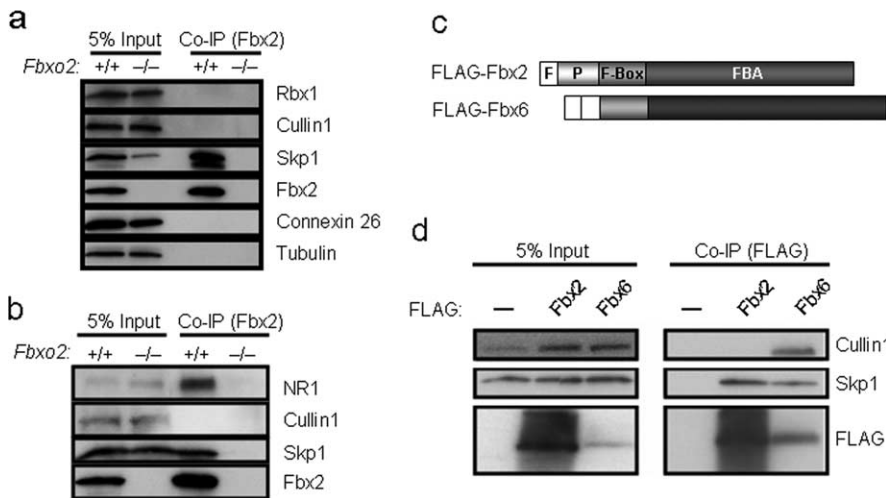 a
5% Input Co-IP (Fbx2)
Fbxo2: +/+ –/– +/+ –/–
Rbx1
Cullin1
Skp1
Fbx2
Connexin 26
Tubulin
b
5% Input Co-IP (Fbx2)
Fbxo2: +/+ –/– +/+ –/–
NR1
Cullin1
Skp1
Fbx2
c
FLAG-Fbx2 F P F-Box FBA
FLAG-Fbx6
d
5% Input Co-IP (FLAG)
FLAG: — Fbx2 Fbx6 — Fbx2 Fbx6
Cullin1
Skp1
FLAG